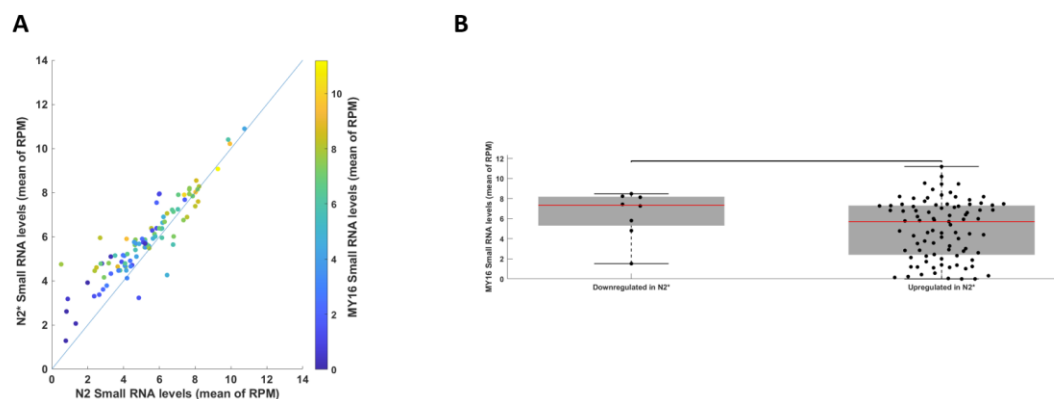 A
14
12
10
8
6
4
2
0
N2* Small RNA levels (mean of RPM)
0 2 4 6 8 10 12 14
N2 Small RNA levels (mean of RPM)
10
8
6
4
2
0
MY16 Small RNA levels (mean of RPM)
B
12
10
8
6
4
2
0
MY16 Small RNA levels (mean of RPM)
Downregulated in N2* Upregulated in N2*